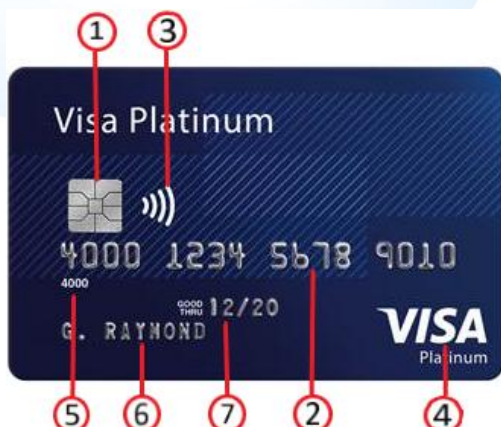 1 3
Visa Platinum
4000 1234 5678 9010
4000
GOOD THRU 12/20
G. RAYMOND
VISA
Platinum
5 6 7 2 4